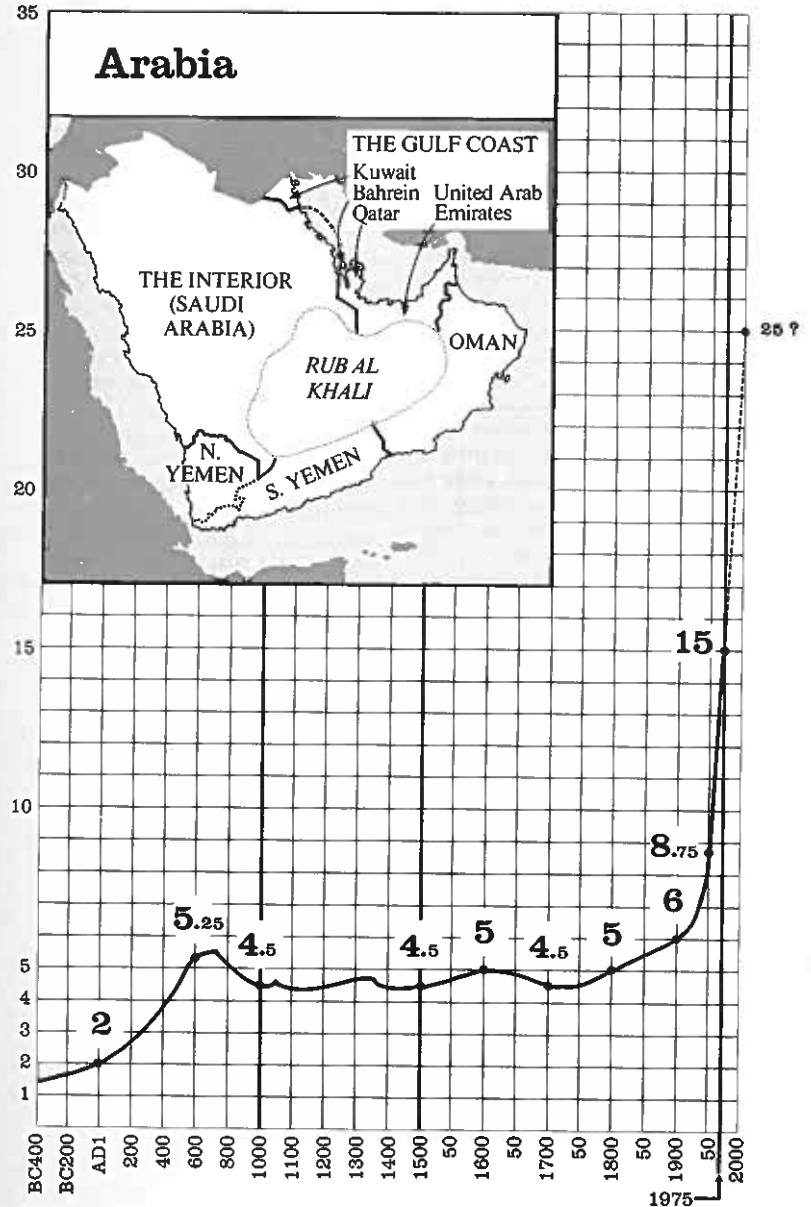 35
Arabia
30
THE GULF COAST
Kuwait
Bahrein United Arab
Qatar Emirates
THE INTERIOR
(SAUDI
ARABIA)
25
25 ?
OMAN
RUB AL
KHALI
N.
YEMEN
S. YEMEN
20
15
15
10
8.75
6
5.25
4.5
4.5
5
4.5
5
5
4
3
2
2
1
BC400 BC200 AD1 200 400 600 800 1000 1100 1200 1300 1400 1500 50 1600 50 1700 50 1800 50 1900 50 2000
1975